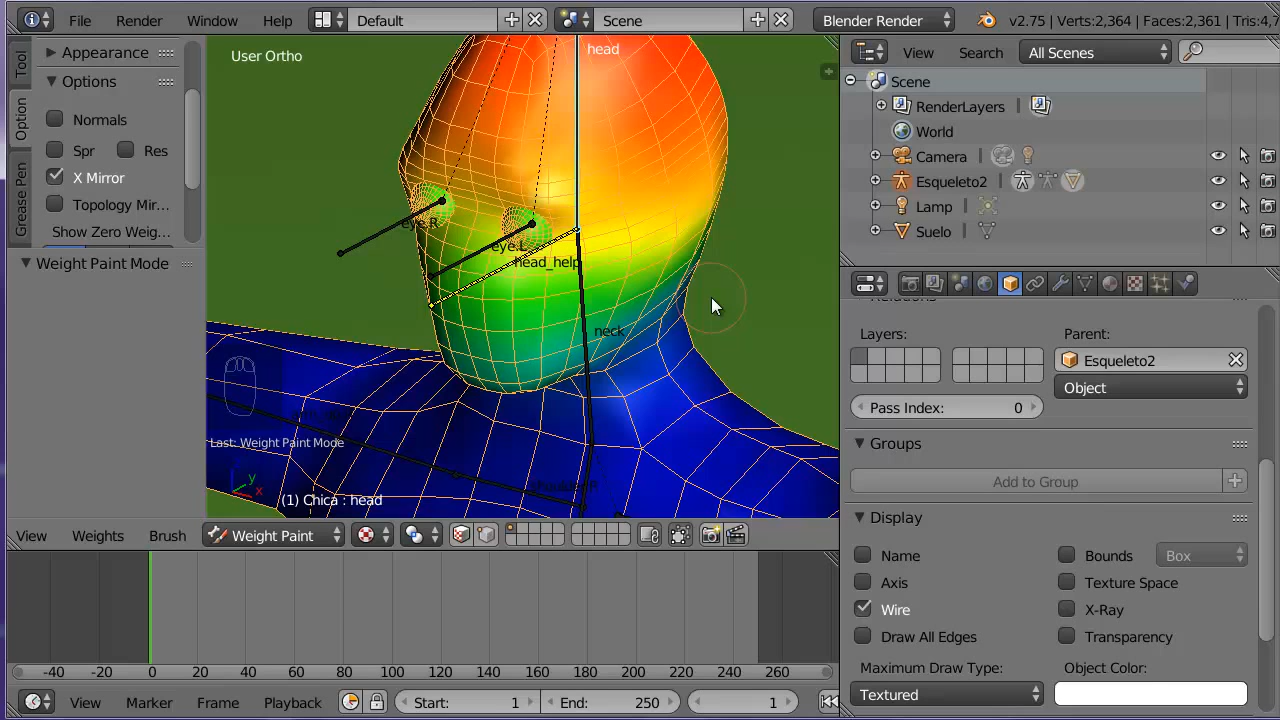 File Render Window Help Default Scene Blender Render v2.75 | Verts:2,364 | Faces:2,361 | Tris:4,7
Tool
Option
Grease Pen
Appearance
Options
Normals
Spr Res
X Mirror
Topology Mir...
Show Zero Weig...
Weight Paint Mode
User Ortho
head
eye.R
eye.L
head_help
neck
Last: Weight Paint Mode
(1) Chica : head
View Weights Brush Weight Paint
-40 -20 0 20 40 60 80 100 120 140 160 180 200 220 240 260 280
View Marker Frame Playback Start: 1 End: 250 1
View Search All Scenes
Scene
RenderLayers
World
Camera
Esqueleto2
Lamp
Suelo
Relations
Layers: Parent:
Esqueleto2
Object
Pass Index: 0
Groups
Add to Group
Display
Name Bounds Box
Axis Texture Space
Wire X-Ray
Draw All Edges Transparency
Maximum Draw Type: Object Color:
Textured